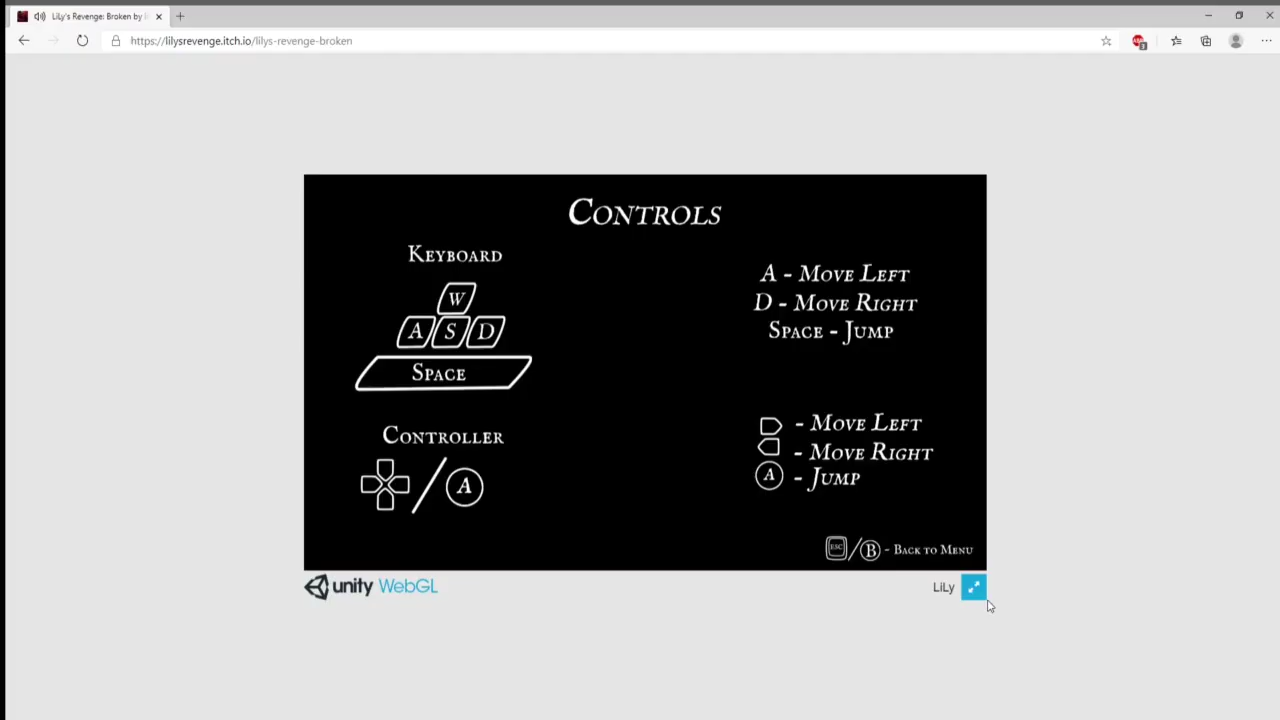 Lily's Revenge: Broken by
https://lilysrevenge.itch.io/lilys-revenge-broken
Controls
Keyboard
W
A S D
Space
A - Move Left
D - Move Right
Space - Jump
Controller
A
- Move Left
- Move Right
A - Jump
ESC / B - Back to Menu
unity WebGL
LiLy